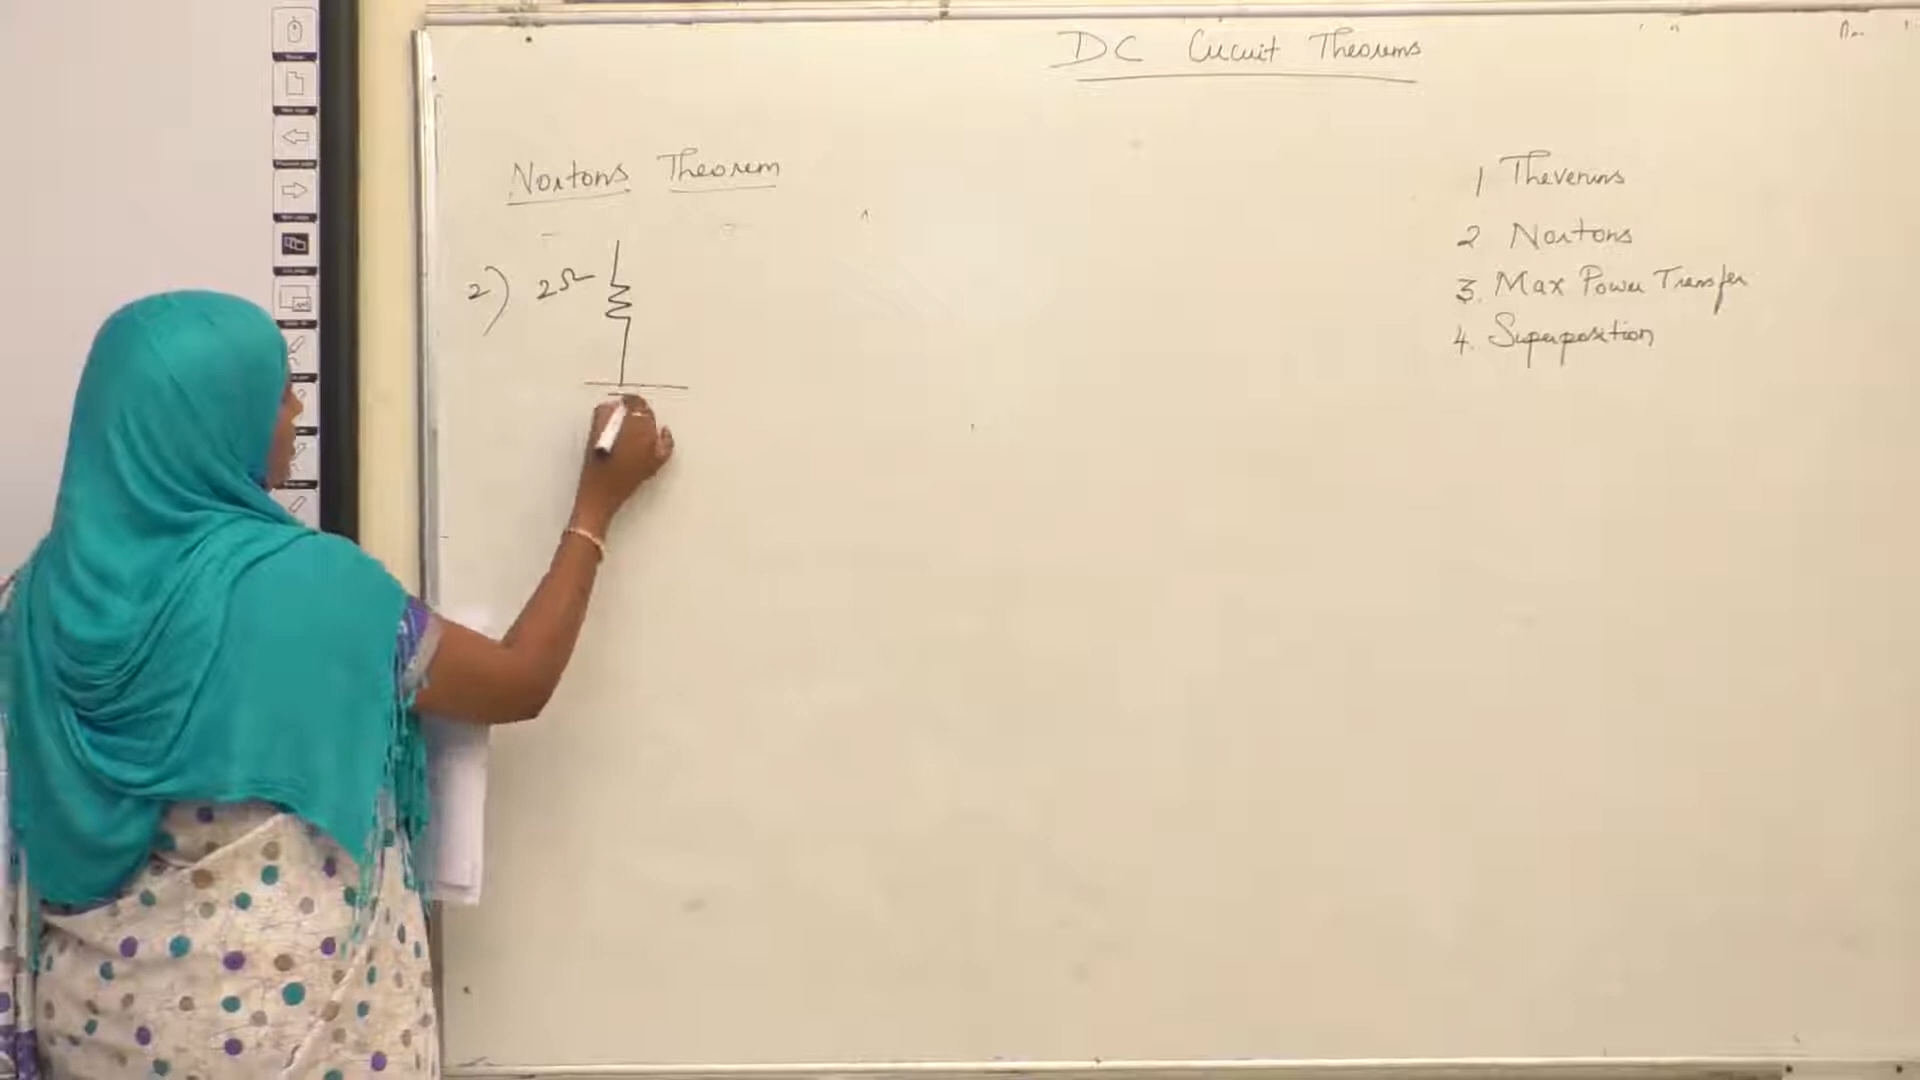 DC Circuit Theorems
Nortons Theorem
2) 2Ω
1 Thevenins
2 Nortons
3. Max Power Transfer
4. Superposition